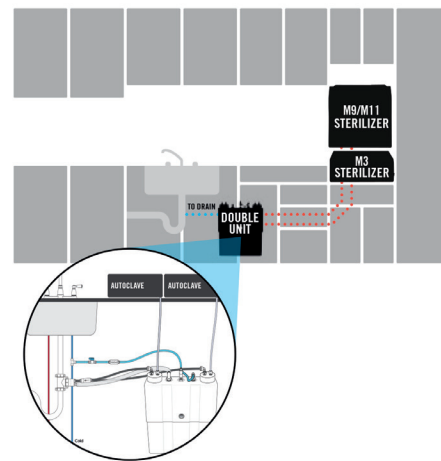 M9/M11
STERILIZER
M3
STERILIZER
TO DRAIN
DOUBLE
UNIT
AUTOCLAVE
AUTOCLAVE
Cold